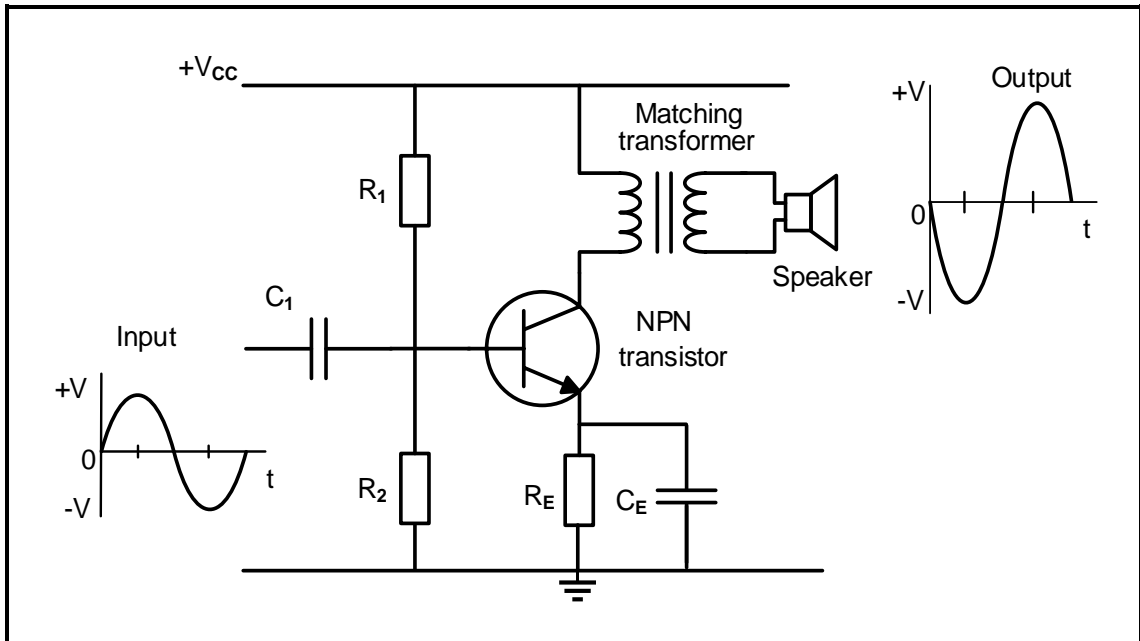 +VCC
Output
+V
0
t
-V
Matching
transformer
R1
Speaker
C1
NPN
transistor
Input
+V
0
t
-V
R2
RE
CE